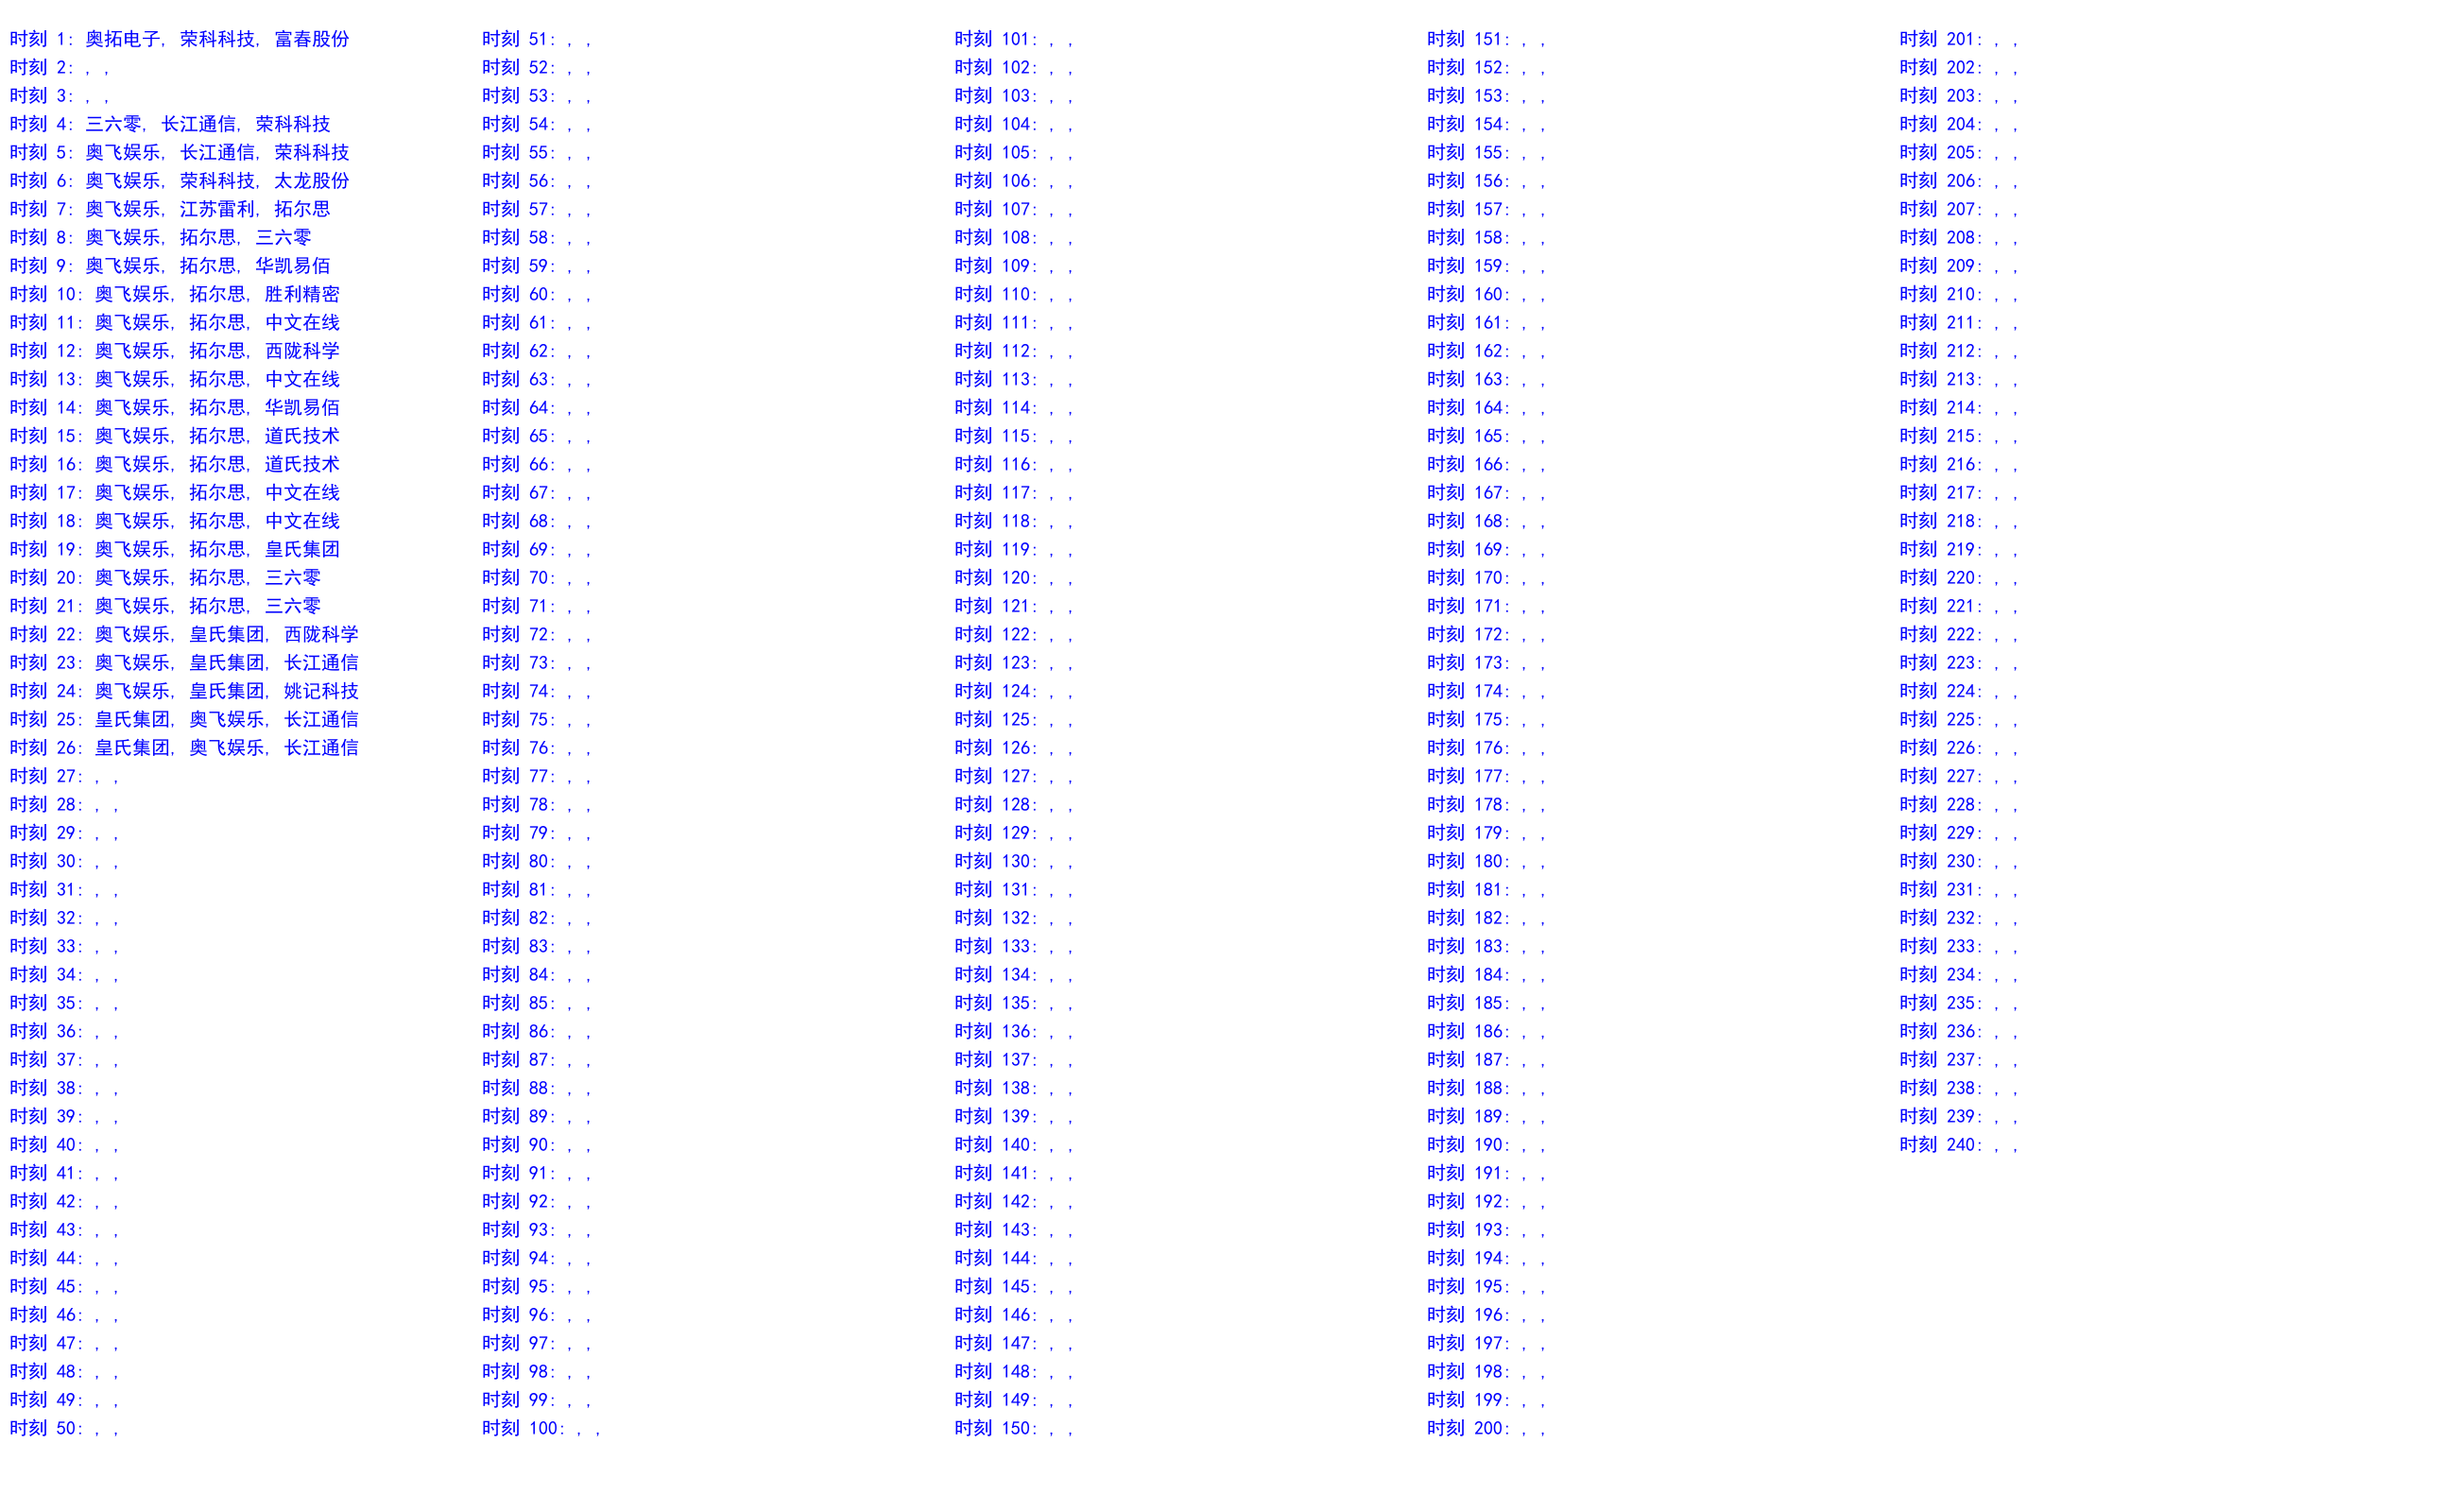 时刻 1: 奥拓电子, 荣科科技, 富春股份
时刻 2: , ,
时刻 3: , ,
时刻 4: 三六零, 长江通信, 荣科科技
时刻 5: 奥飞娱乐, 长江通信, 荣科科技
时刻 6: 奥飞娱乐, 荣科科技, 太龙股份
时刻 7: 奥飞娱乐, 江苏雷利, 拓尔思
时刻 8: 奥飞娱乐, 拓尔思, 三六零
时刻 9: 奥飞娱乐, 拓尔思, 华凯易佰
时刻 10: 奥飞娱乐, 拓尔思, 胜利精密
时刻 11: 奥飞娱乐, 拓尔思, 中文在线
时刻 12: 奥飞娱乐, 拓尔思, 西陇科学
时刻 13: 奥飞娱乐, 拓尔思, 中文在线
时刻 14: 奥飞娱乐, 拓尔思, 华凯易佰
时刻 15: 奥飞娱乐, 拓尔思, 道氏技术
时刻 16: 奥飞娱乐, 拓尔思, 道氏技术
时刻 17: 奥飞娱乐, 拓尔思, 中文在线
时刻 18: 奥飞娱乐, 拓尔思, 中文在线
时刻 19: 奥飞娱乐, 拓尔思, 皇氏集团
时刻 20: 奥飞娱乐, 拓尔思, 三六零
时刻 21: 奥飞娱乐, 拓尔思, 三六零
时刻 22: 奥飞娱乐, 皇氏集团, 西陇科学
时刻 23: 奥飞娱乐, 皇氏集团, 长江通信
时刻 24: 奥飞娱乐, 皇氏集团, 姚记科技
时刻 25: 皇氏集团, 奥飞娱乐, 长江通信
时刻 26: 皇氏集团, 奥飞娱乐, 长江通信
时刻 27: , ,
时刻 28: , ,
时刻 29: , ,
时刻 30: , ,
时刻 31: , ,
时刻 32: , ,
时刻 33: , ,
时刻 34: , ,
时刻 35: , ,
时刻 36: , ,
时刻 37: , ,
时刻 38: , ,
时刻 39: , ,
时刻 40: , ,
时刻 41: , ,
时刻 42: , ,
时刻 43: , ,
时刻 44: , ,
时刻 45: , ,
时刻 46: , ,
时刻 47: , ,
时刻 48: , ,
时刻 49: , ,
时刻 50: , ,
时刻 51: , ,
时刻 52: , ,
时刻 53: , ,
时刻 54: , ,
时刻 55: , ,
时刻 56: , ,
时刻 57: , ,
时刻 58: , ,
时刻 59: , ,
时刻 60: , ,
时刻 61: , ,
时刻 62: , ,
时刻 63: , ,
时刻 64: , ,
时刻 65: , ,
时刻 66: , ,
时刻 67: , ,
时刻 68: , ,
时刻 69: , ,
时刻 70: , ,
时刻 71: , ,
时刻 72: , ,
时刻 73: , ,
时刻 74: , ,
时刻 75: , ,
时刻 76: , ,
时刻 77: , ,
时刻 78: , ,
时刻 79: , ,
时刻 80: , ,
时刻 81: , ,
时刻 82: , ,
时刻 83: , ,
时刻 84: , ,
时刻 85: , ,
时刻 86: , ,
时刻 87: , ,
时刻 88: , ,
时刻 89: , ,
时刻 90: , ,
时刻 91: , ,
时刻 92: , ,
时刻 93: , ,
时刻 94: , ,
时刻 95: , ,
时刻 96: , ,
时刻 97: , ,
时刻 98: , ,
时刻 99: , ,
时刻 100: , ,
时刻 101: , ,
时刻 102: , ,
时刻 103: , ,
时刻 104: , ,
时刻 105: , ,
时刻 106: , ,
时刻 107: , ,
时刻 108: , ,
时刻 109: , ,
时刻 110: , ,
时刻 111: , ,
时刻 112: , ,
时刻 113: , ,
时刻 114: , ,
时刻 115: , ,
时刻 116: , ,
时刻 117: , ,
时刻 118: , ,
时刻 119: , ,
时刻 120: , ,
时刻 121: , ,
时刻 122: , ,
时刻 123: , ,
时刻 124: , ,
时刻 125: , ,
时刻 126: , ,
时刻 127: , ,
时刻 128: , ,
时刻 129: , ,
时刻 130: , ,
时刻 131: , ,
时刻 132: , ,
时刻 133: , ,
时刻 134: , ,
时刻 135: , ,
时刻 136: , ,
时刻 137: , ,
时刻 138: , ,
时刻 139: , ,
时刻 140: , ,
时刻 141: , ,
时刻 142: , ,
时刻 143: , ,
时刻 144: , ,
时刻 145: , ,
时刻 146: , ,
时刻 147: , ,
时刻 148: , ,
时刻 149: , ,
时刻 150: , ,
时刻 151: , ,
时刻 152: , ,
时刻 153: , ,
时刻 154: , ,
时刻 155: , ,
时刻 156: , ,
时刻 157: , ,
时刻 158: , ,
时刻 159: , ,
时刻 160: , ,
时刻 161: , ,
时刻 162: , ,
时刻 163: , ,
时刻 164: , ,
时刻 165: , ,
时刻 166: , ,
时刻 167: , ,
时刻 168: , ,
时刻 169: , ,
时刻 170: , ,
时刻 171: , ,
时刻 172: , ,
时刻 173: , ,
时刻 174: , ,
时刻 175: , ,
时刻 176: , ,
时刻 177: , ,
时刻 178: , ,
时刻 179: , ,
时刻 180: , ,
时刻 181: , ,
时刻 182: , ,
时刻 183: , ,
时刻 184: , ,
时刻 185: , ,
时刻 186: , ,
时刻 187: , ,
时刻 188: , ,
时刻 189: , ,
时刻 190: , ,
时刻 191: , ,
时刻 192: , ,
时刻 193: , ,
时刻 194: , ,
时刻 195: , ,
时刻 196: , ,
时刻 197: , ,
时刻 198: , ,
时刻 199: , ,
时刻 200: , ,
时刻 201: , ,
时刻 202: , ,
时刻 203: , ,
时刻 204: , ,
时刻 205: , ,
时刻 206: , ,
时刻 207: , ,
时刻 208: , ,
时刻 209: , ,
时刻 210: , ,
时刻 211: , ,
时刻 212: , ,
时刻 213: , ,
时刻 214: , ,
时刻 215: , ,
时刻 216: , ,
时刻 217: , ,
时刻 218: , ,
时刻 219: , ,
时刻 220: , ,
时刻 221: , ,
时刻 222: , ,
时刻 223: , ,
时刻 224: , ,
时刻 225: , ,
时刻 226: , ,
时刻 227: , ,
时刻 228: , ,
时刻 229: , ,
时刻 230: , ,
时刻 231: , ,
时刻 232: , ,
时刻 233: , ,
时刻 234: , ,
时刻 235: , ,
时刻 236: , ,
时刻 237: , ,
时刻 238: , ,
时刻 239: , ,
时刻 240: , ,